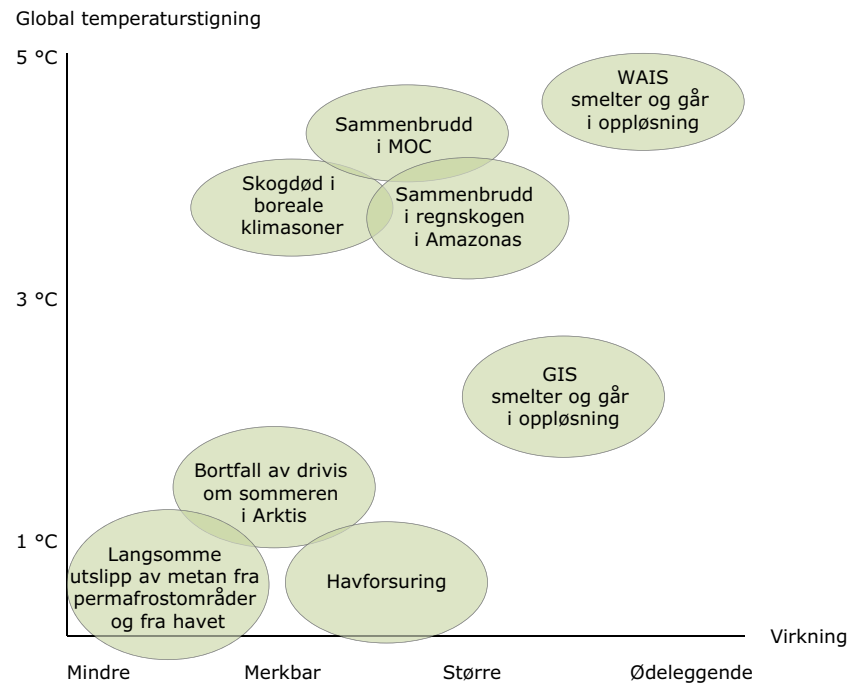 Global temperaturstigning
5 °C
WAIS
smelter og går
i oppløsning
Sammenbrudd
i MOC
Skogdød i
boreale
klimasoner
Sammenbrudd
i regnskogen
i Amazonas
3 °C
GIS
smelter og går
i oppløsning
Bortfall av drivis
om sommeren
i Arktis
1 °C
Langsomme
utslipp av metan fra
permafrostområder
og fra havet
Havforsuring
Virkning
Mindre
Merkbar
Større
Ødeleggende